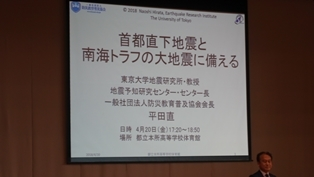 © 2018 Naoshi Hirata, Earthquake Research Institute
The University of Tokyo
首都直下地震と
南海トラフの大地震に備える
東京大学地震研究所・教授
地震予知研究センター・センター長
一般社団法人防災教育普及協会会長
平田直
日時 4月20日(金)17:20～18:50
場所 都立本所高等学校体育館